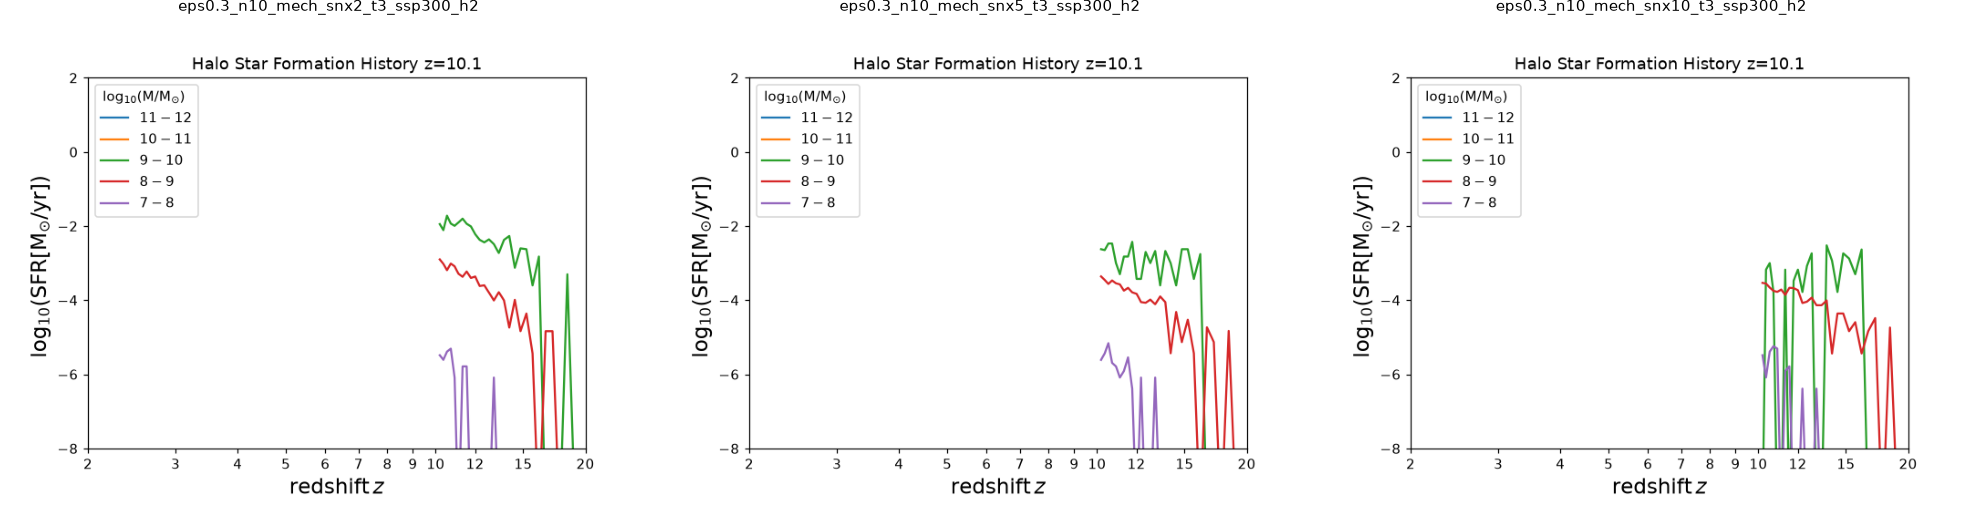 eps0.3_n10_mech_snx2_t3_ssp300_h2
Halo Star Formation History z=10.1
log₁₀(M/M⊙)
11 − 12
10 − 11
9 − 10
8 − 9
7 − 8
log₁₀(SFR[M⊙/yr])
2
0
−2
−4
−6
−8
2 3 4 5 6 7 8 9 10 12 15 20
redshift z
eps0.3_n10_mech_snx5_t3_ssp300_h2
Halo Star Formation History z=10.1
log₁₀(M/M⊙)
11 − 12
10 − 11
9 − 10
8 − 9
7 − 8
log₁₀(SFR[M⊙/yr])
2
0
−2
−4
−6
−8
2 3 4 5 6 7 8 9 10 12 15 20
redshift z
eps0.3_n10_mech_snx10_t3_ssp300_h2
Halo Star Formation History z=10.1
log₁₀(M/M⊙)
11 − 12
10 − 11
9 − 10
8 − 9
7 − 8
log₁₀(SFR[M⊙/yr])
2
0
−2
−4
−6
−8
2 3 4 5 6 7 8 9 10 12 15 20
redshift z